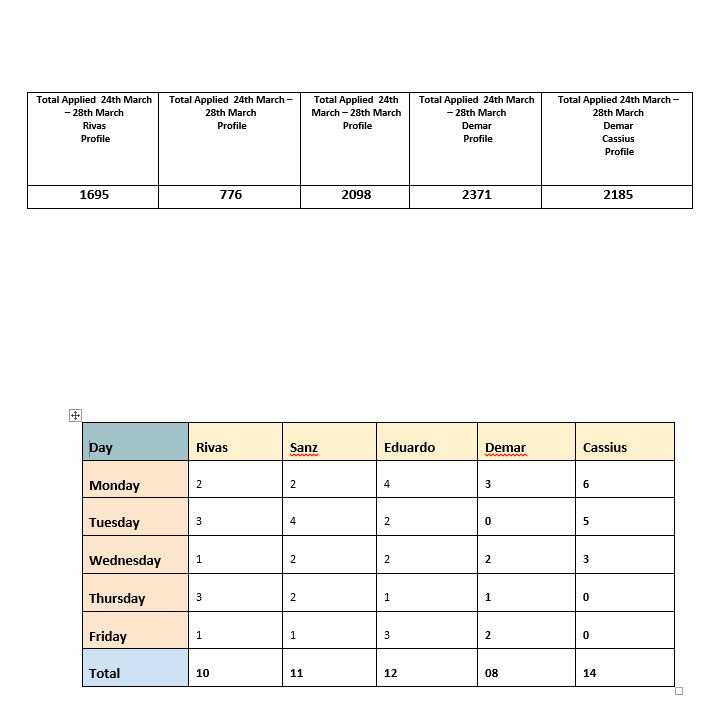 Total Applied 24th March – 28th March Rivas Profile | Total Applied 24th March – 28th March Profile | Total Applied 24th March – 28th March Profile | Total Applied 24th March – 28th March Demar Profile | Total Applied 24th March – 28th March Demar Cassius Profile
1695 | 776 | 2098 | 2371 | 2185
Day | Rivas | Sanz | Eduardo | Demar | Cassius
Monday | 2 | 2 | 4 | 3 | 6
Tuesday | 3 | 4 | 2 | 0 | 5
Wednesday | 1 | 2 | 2 | 2 | 3
Thursday | 3 | 2 | 1 | 1 | 0
Friday | 1 | 1 | 3 | 2 | 0
Total | 10 | 11 | 12 | 08 | 14